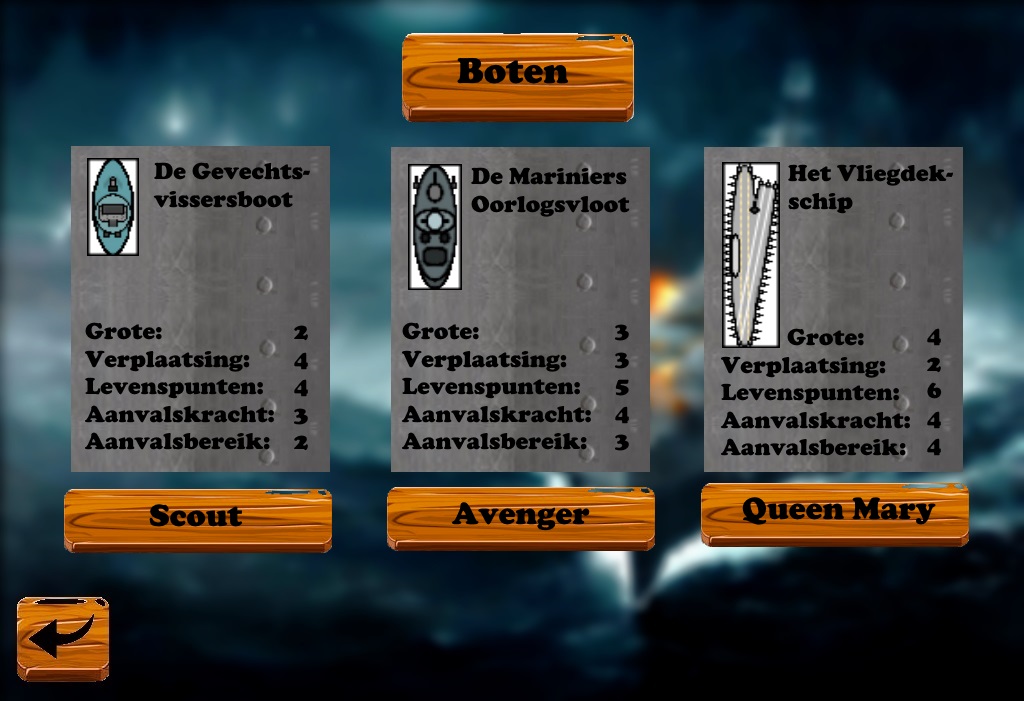 Boten
De Gevechts-
vissersboot
Grote: 2
Verplaatsing: 4
Levenspunten: 4
Aanvalskracht: 3
Aanvalsbereik: 2
Scout
De Mariniers
Oorlogsvloot
Grote: 3
Verplaatsing: 3
Levenspunten: 5
Aanvalskracht: 4
Aanvalsbereik: 3
Avenger
Het Vliegdek-
schip
Grote: 4
Verplaatsing: 2
Levenspunten: 6
Aanvalskracht: 4
Aanvalsbereik: 4
Queen Mary